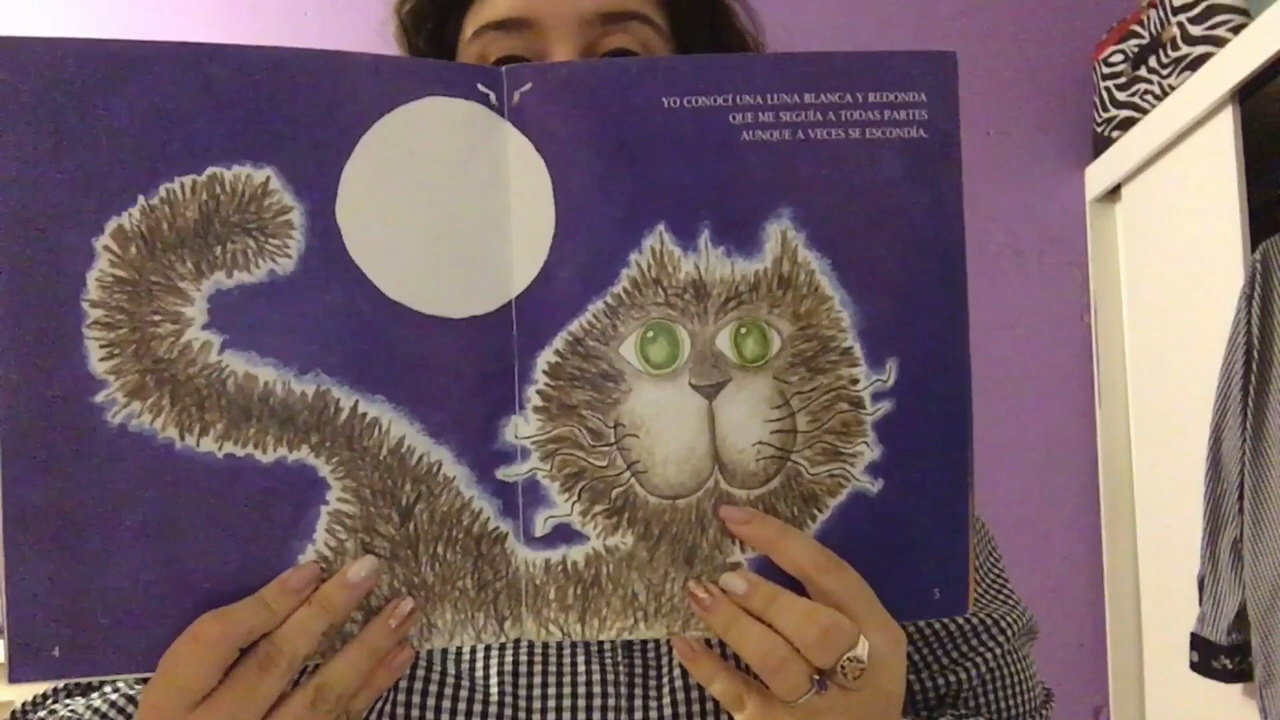 YO CONOCÍ UNA LUNA BLANCA Y REDONDA
QUE ME SEGUÍA A TODAS PARTES
AUNQUE A VECES SE ESCONDÍA.
4
5